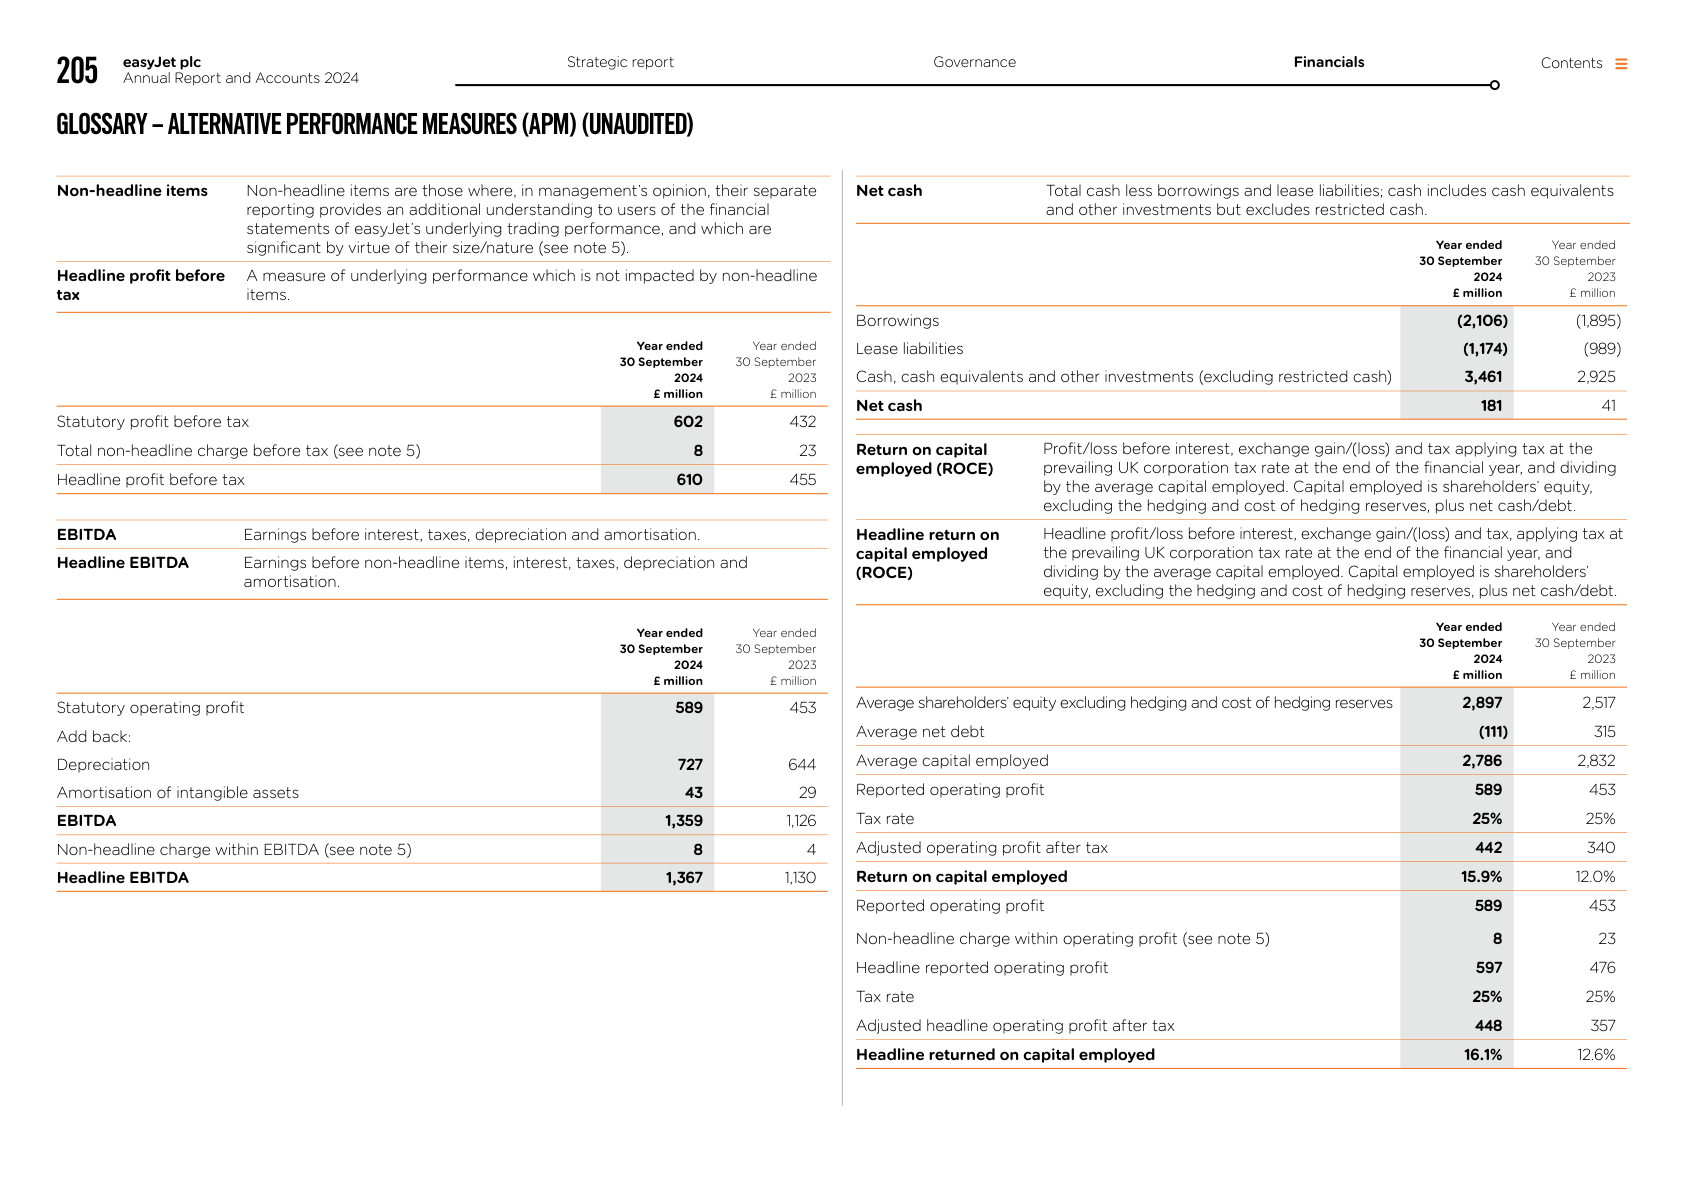 205
easyJet plc
Annual Report and Accounts 2024
Strategic report
Governance
Financials
Contents
GLOSSARY – ALTERNATIVE PERFORMANCE MEASURES (APM) (UNAUDITED)
Non-headline items Non-headline items are those where, in management's opinion, their separate
reporting provides an additional understanding to users of the financial
statements of easyJet's underlying trading performance, and which are
significant by virtue of their size/nature (see note 5).
Headline profit before A measure of underlying performance which is not impacted by non-headline
tax items.
Year ended Year ended
30 September 30 September
2024 2023
£ million £ million
Statutory profit before tax 602 432
Total non-headline charge before tax (see note 5) 8 23
Headline profit before tax 610 455
EBITDA Earnings before interest, taxes, depreciation and amortisation.
Headline EBITDA Earnings before non-headline items, interest, taxes, depreciation and
amortisation.
Year ended Year ended
30 September 30 September
2024 2023
£ million £ million
Statutory operating profit 589 453
Add back:
Depreciation 727 644
Amortisation of intangible assets 43 29
EBITDA 1,359 1,126
Non-headline charge within EBITDA (see note 5) 8 4
Headline EBITDA 1,367 1,130
Net cash Total cash less borrowings and lease liabilities; cash includes cash equivalents
and other investments but excludes restricted cash.
Year ended Year ended
30 September 30 September
2024 2023
£ million £ million
Borrowings (2,106) (1,895)
Lease liabilities (1,174) (989)
Cash, cash equivalents and other investments (excluding restricted cash) 3,461 2,925
Net cash 181 41
Return on capital Profit/loss before interest, exchange gain/(loss) and tax applying tax at the
employed (ROCE) prevailing UK corporation tax rate at the end of the financial year, and dividing
by the average capital employed. Capital employed is shareholders' equity,
excluding the hedging and cost of hedging reserves, plus net cash/debt.
Headline return on Headline profit/loss before interest, exchange gain/(loss) and tax, applying tax at
capital employed the prevailing UK corporation tax rate at the end of the financial year, and
(ROCE) dividing by the average capital employed. Capital employed is shareholders'
equity, excluding the hedging and cost of hedging reserves, plus net cash/debt.
Year ended Year ended
30 September 30 September
2024 2023
£ million £ million
Average shareholders' equity excluding hedging and cost of hedging reserves 2,897 2,517
Average net debt (111) 315
Average capital employed 2,786 2,832
Reported operating profit 589 453
Tax rate 25% 25%
Adjusted operating profit after tax 442 340
Return on capital employed 15.9% 12.0%
Reported operating profit 589 453
Non-headline charge within operating profit (see note 5) 8 23
Headline reported operating profit 597 476
Tax rate 25% 25%
Adjusted headline operating profit after tax 448 357
Headline returned on capital employed 16.1% 12.6%